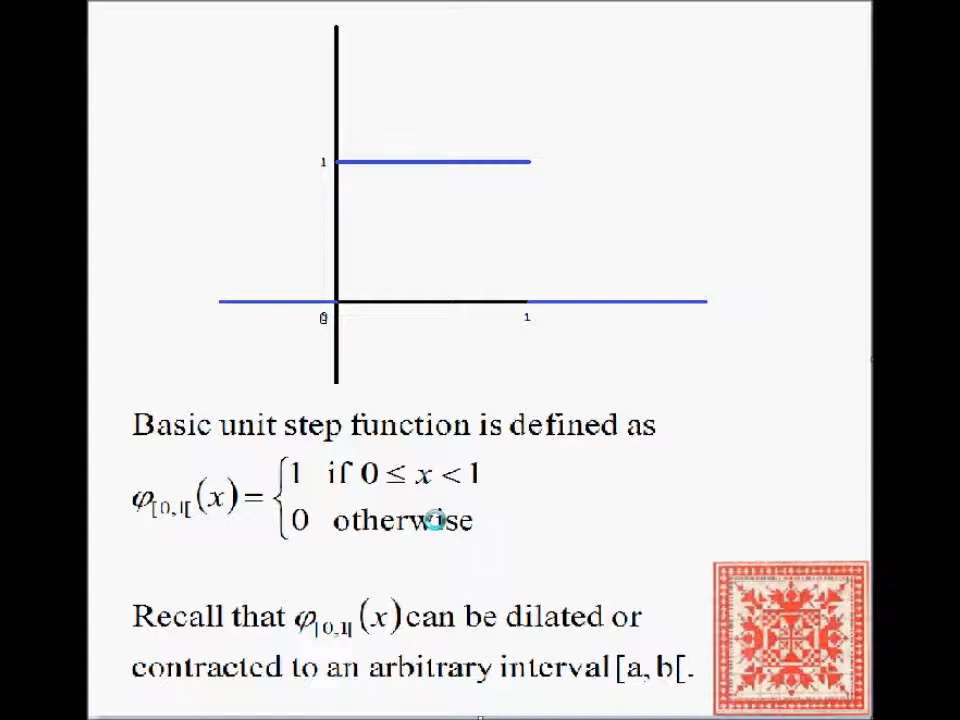 1
0
1
Basic unit step function is defined as
φ[0,1[(x) = { 1 if 0 ≤ x < 1
0 otherwise
Recall that φ[0,1[(x) can be dilated or
contracted to an arbitrary interval [a, b[.